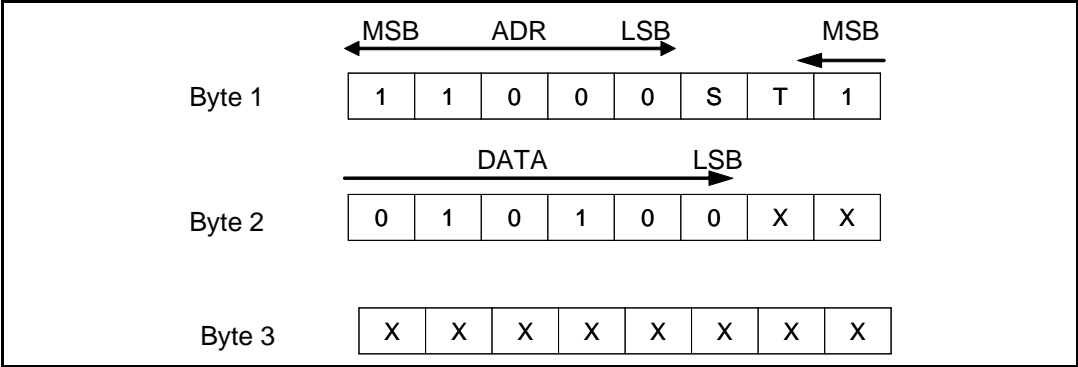 MSB ADR LSB MSB
Byte 1 1 1 0 0 0 S T 1
DATA LSB
Byte 2 0 1 0 1 0 0 X X
Byte 3 X X X X X X X X